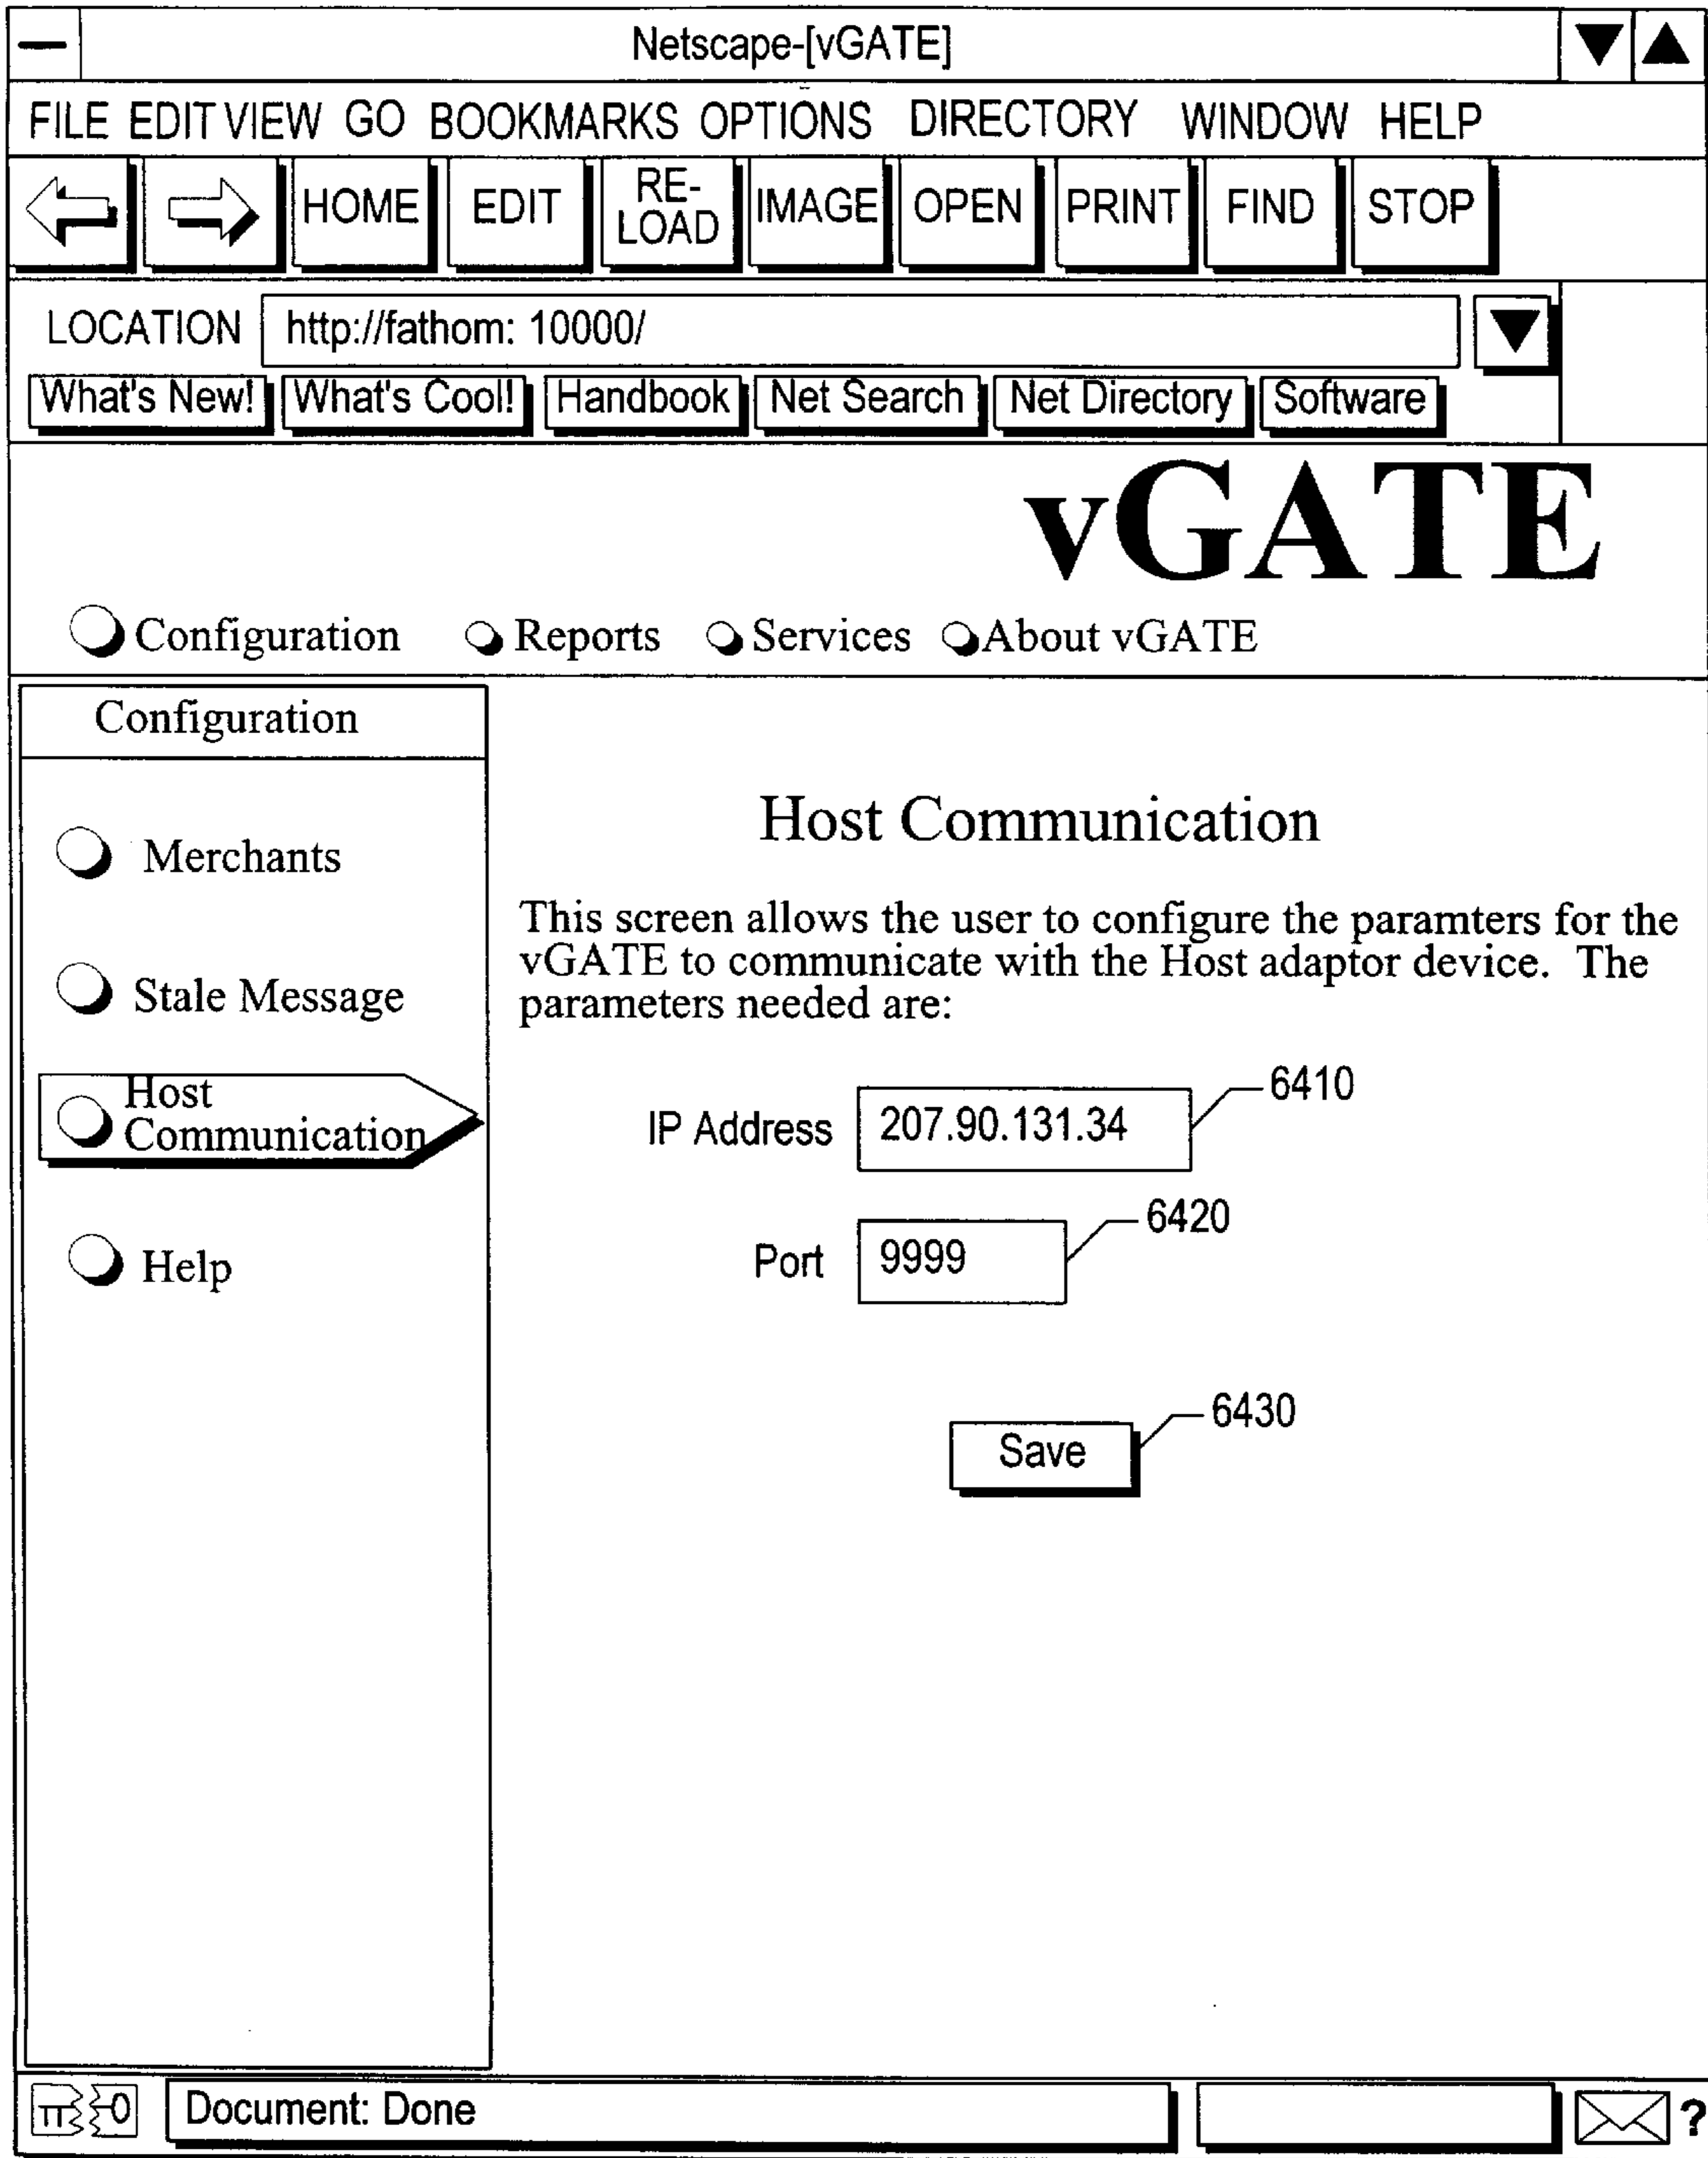 Netscape-[vGATE]
FILE EDIT VIEW GO BOOKMARKS OPTIONS DIRECTORY WINDOW HELP
HOME EDIT RE-LOAD IMAGE OPEN PRINT FIND STOP
LOCATION http://fathom: 10000/
What's New! What's Cool! Handbook Net Search Net Directory Software
vGATE
Configuration Reports Services About vGATE
Configuration
Merchants
Stale Message
Host
Communication
Help
Host Communication
This screen allows the user to configure the paramters for the
vGATE to communicate with the Host adaptor device. The
parameters needed are:
IP Address 207.90.131.34 6410
Port 9999 6420
Save 6430
Document: Done
?